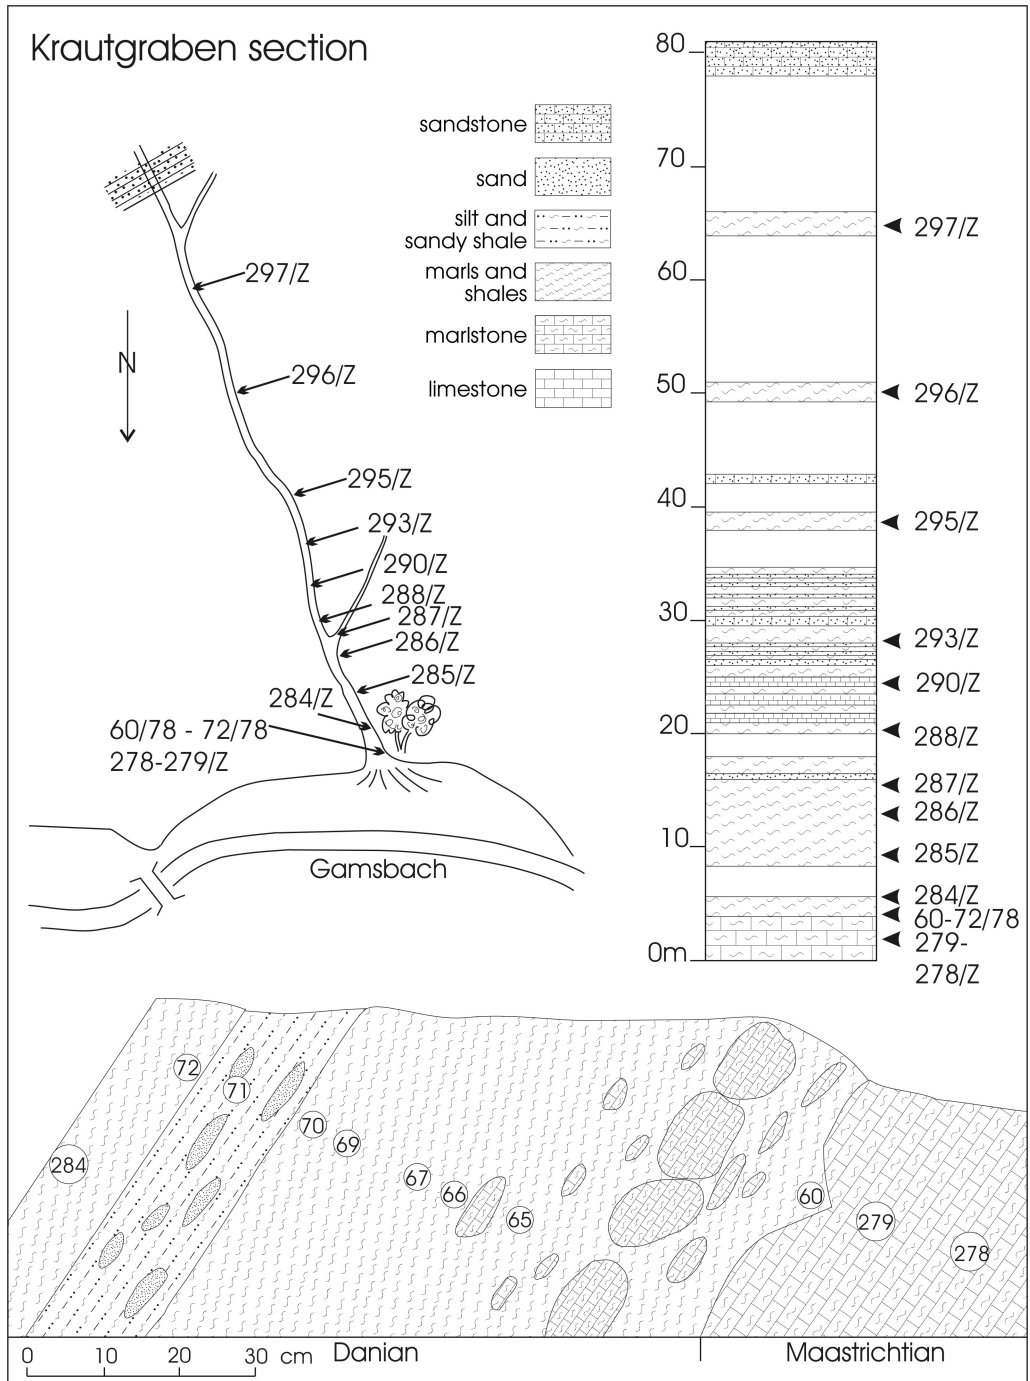 Krautgraben section
297/Z
296/Z
295/Z
293/Z
290/Z
288/Z
287/Z
286/Z
285/Z
284/Z
60/78 - 72/78
278-279/Z
N
Gamsbach
sandstone
sand
silt and
sandy shale
marls and
shales
marlstone
limestone
80
70
60
50
40
30
20
10
0m
297/Z
296/Z
295/Z
293/Z
290/Z
288/Z
287/Z
286/Z
285/Z
284/Z
60-72/78
279-
278/Z
72
71
70
69
284
67
66
65
60
279
278
0 10 20 30 cm
Danian
Maastrichtian